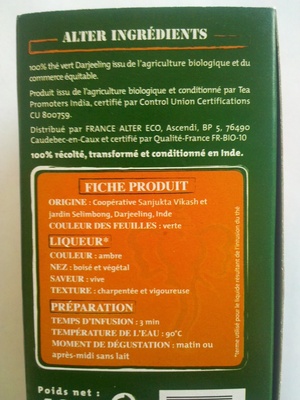 ALTER INGRÉDIENTS
100% thé vert Darjeeling issu de l'agriculture biologique et du
commerce équitable.
Produit issu de l'agriculture biologique et conditionné par Tea
Promoters India, certifié par Control Union Certifications
CU 800759.
Distribué par FRANCE ALTER ECO, Ascendi, BP 5, 76490
Caudebec-en-Caux et certifié par Qualité-France FR-BIO-10
100% récolté, transformé et conditionné en Inde.
FICHE PRODUIT
ORIGINE : Coopérative Sanjukta Vikash et
jardin Selimbong, Darjeeling, Inde
COULEUR DES FEUILLES : verte
LIQUEUR*
COULEUR : ambre
NEZ : boisé et végétal
SAVEUR : vive
TEXTURE : charpentée et vigoureuse
PRÉPARATION
TEMPS D'INFUSION : 3 min
TEMPÉRATURE DE L'EAU : 90°C
MOMENT DE DÉGUSTATION : matin ou
après-midi sans lait
*terme utilisé pour le liquide résultant de l'infusion du thé
Poids net :